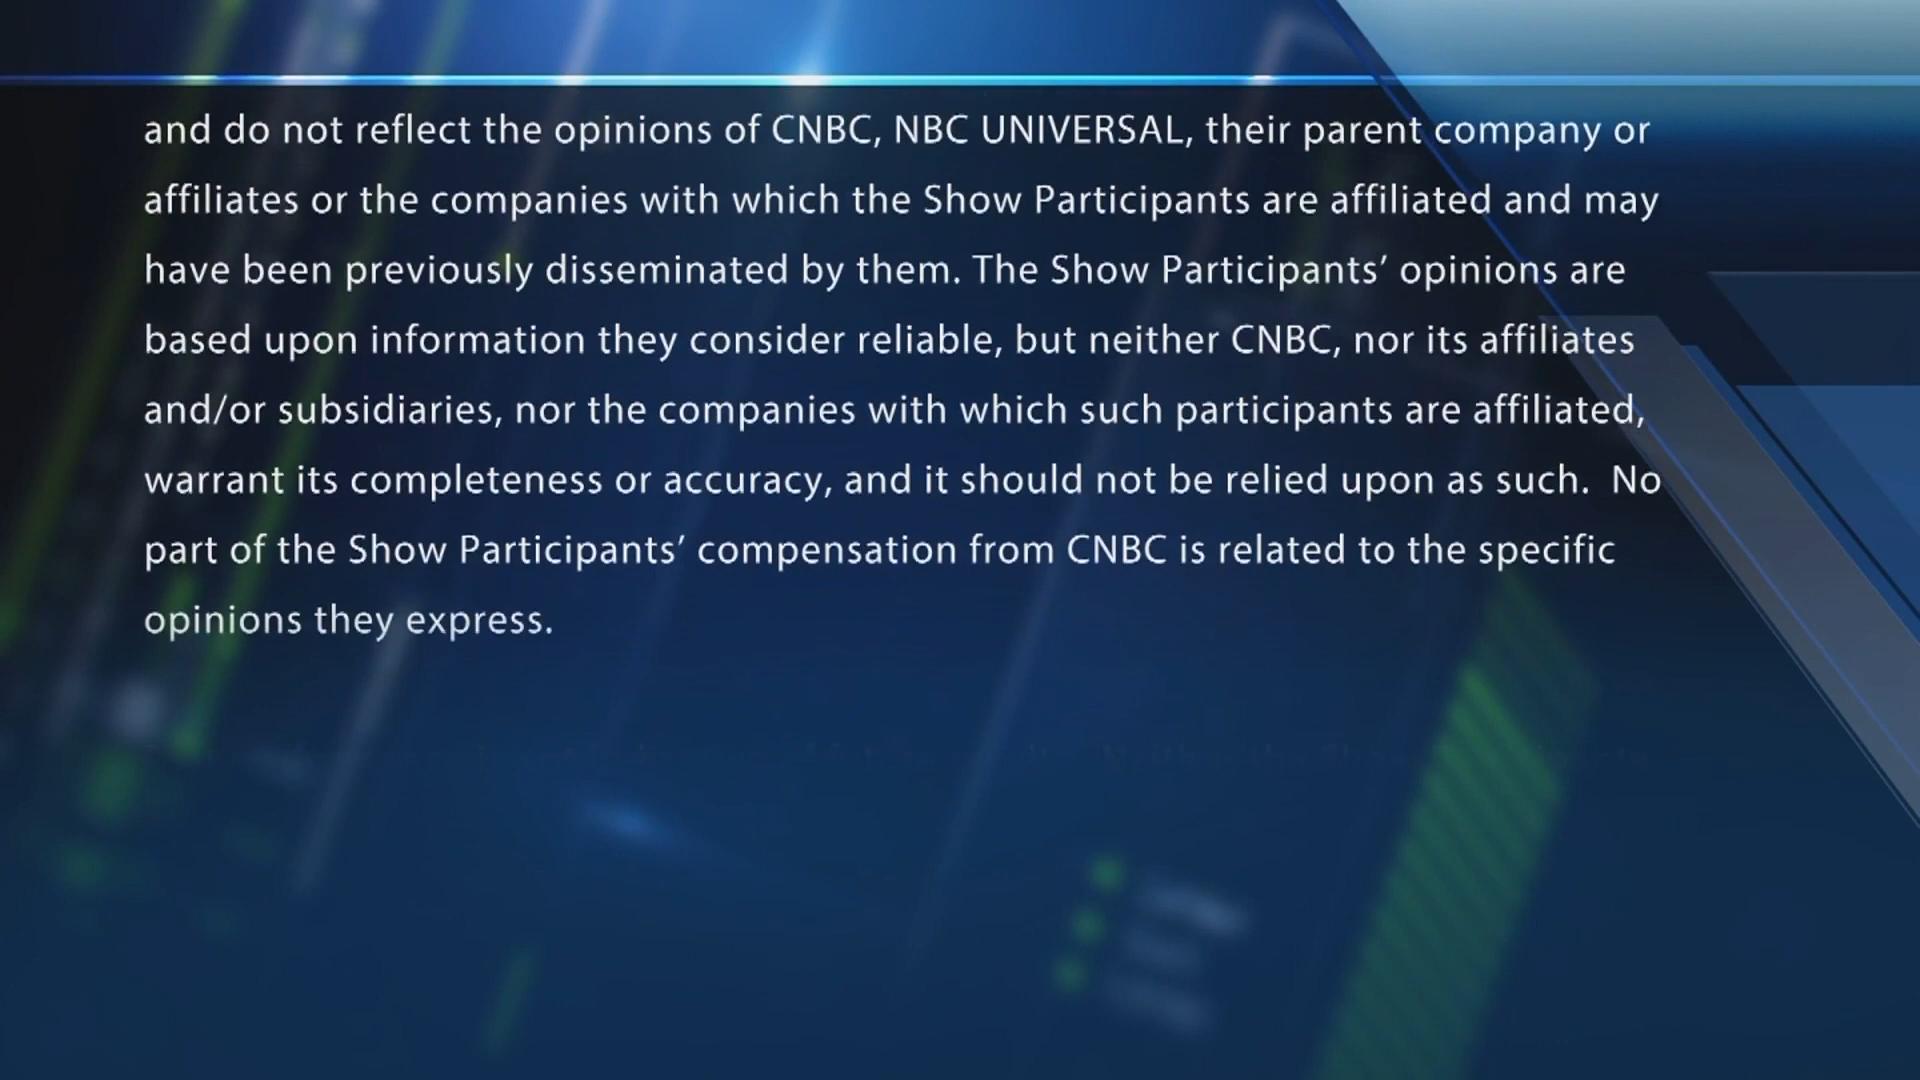 and do not reflect the opinions of CNBC, NBC UNIVERSAL, their parent company or
affiliates or the companies with which the Show Participants are affiliated and may
have been previously disseminated by them. The Show Participants’ opinions are
based upon information they consider reliable, but neither CNBC, nor its affiliates
and/or subsidiaries, nor the companies with which such participants are affiliated,
warrant its completeness or accuracy, and it should not be relied upon as such.  No
part of the Show Participants’ compensation from CNBC is related to the specific
opinions they express.